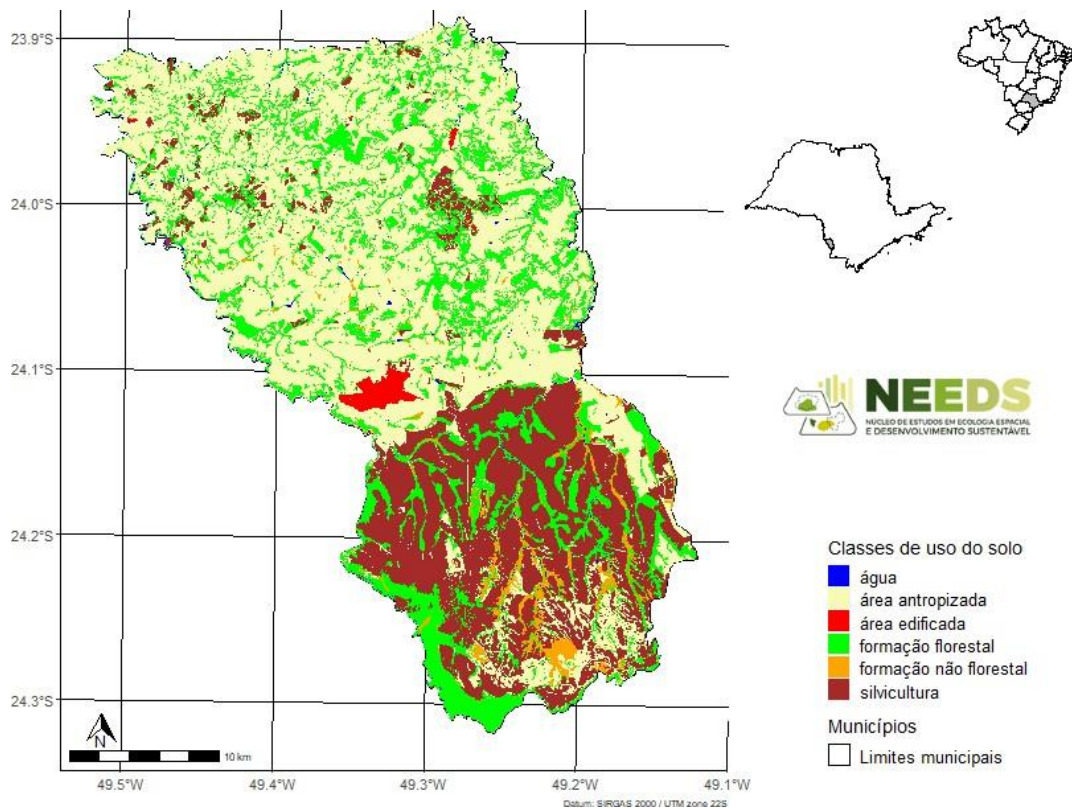 23.9°S
24.0°S
24.1°S
24.2°S
24.3°S
N
10 km
49.5°W
49.4°W
49.3°W
49.2°W
49.1°W
Datum: SIRGAS 2000 / UTM zone 22S
NEEDS
NÚCLEO DE ESTUDOS EM ECOLOGIA ESPACIAL
E DESENVOLVIMENTO SUSTENTÁVEL
Classes de uso do solo
água
área antropizada
área edificada
formação florestal
formação não florestal
silvicultura
Municípios
Limites municipais